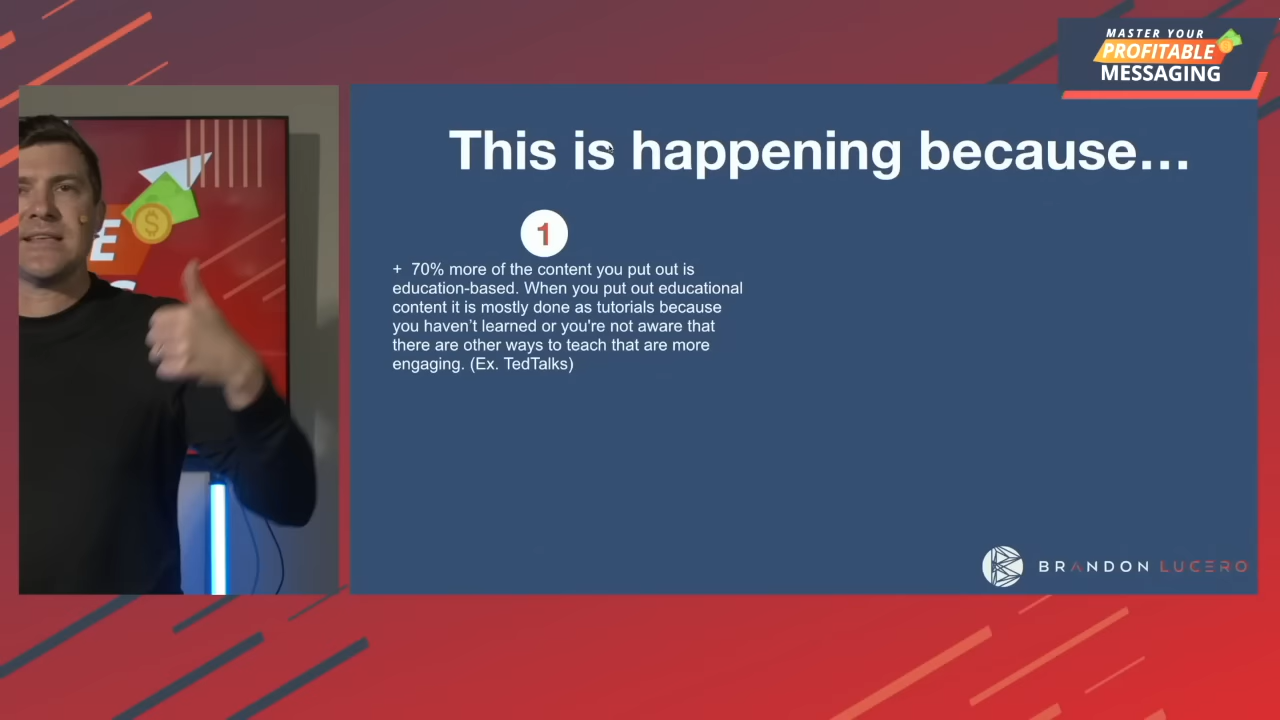 MASTER YOUR
PROFITABLE
MESSAGING
This is happening because…
1
+ 70% more of the content you put out is
education-based. When you put out educational
content it is mostly done as tutorials because
you haven’t learned or you're not aware that
there are other ways to teach that are more
engaging. (Ex. TedTalks)
$
E
BRANDON LUCERO